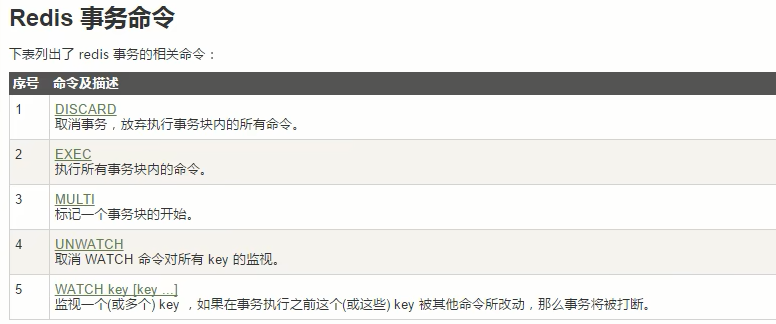 Redis 事务命令
下表列出了 redis 事务的相关命令：
序号 命令及描述
1 DISCARD
取消事务，放弃执行事务块内的所有命令。
2 EXEC
执行所有事务块内的命令。
3 MULTI
标记一个事务块的开始。
4 UNWATCH
取消 WATCH 命令对所有 key 的监视。
5 WATCH key [key ...]
监视一个(或多个) key ，如果在事务执行之前这个(或这些) key 被其他命令所改动，那么事务将被打断。